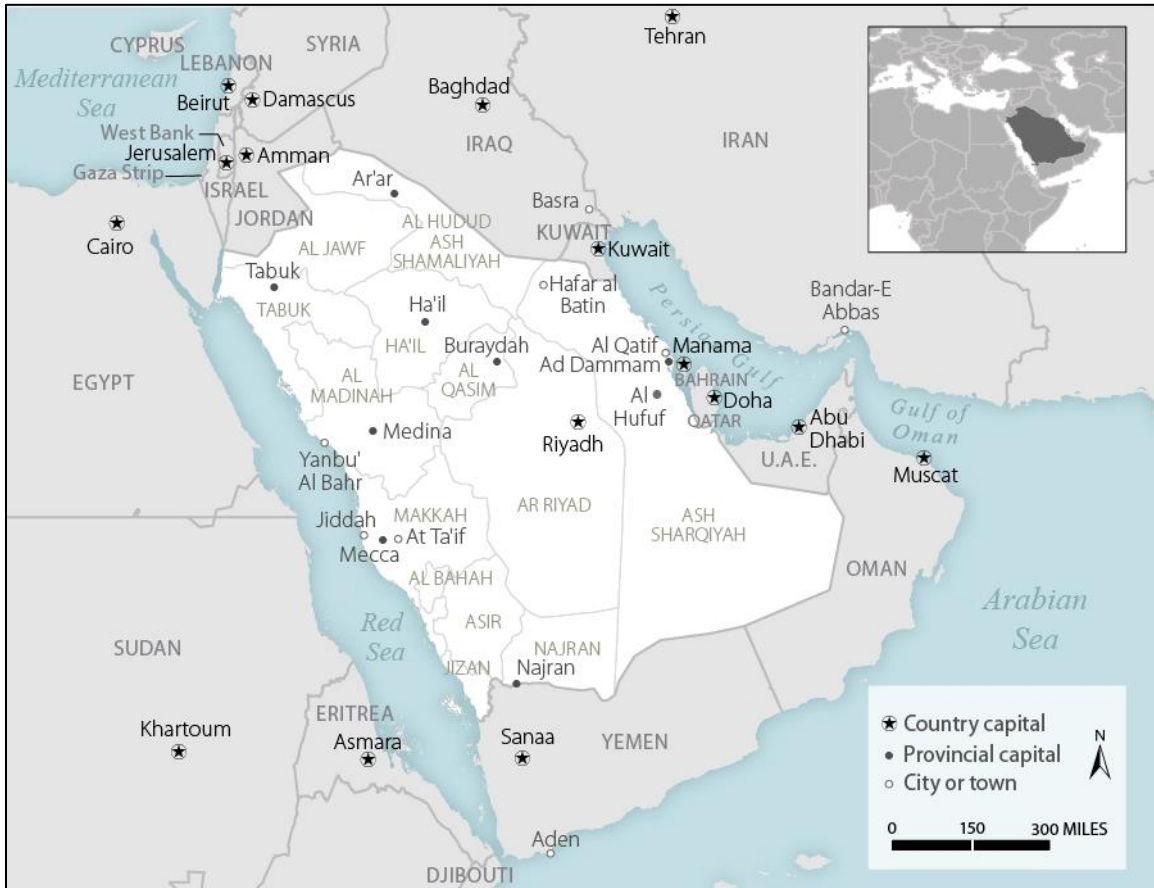 CYPRUS
SYRIA
Tehran
LEBANON
Mediterranean
Sea
Beirut
Damascus
Baghdad
West Bank
IRAQ
IRAN
Jerusalem
Amman
Gaza Strip
ISRAEL
Ar'ar
Basra
JORDAN
AL HUDUD
ASH
SHAMALIYAH
KUWAIT
Kuwait
Cairo
AL JAWF
Tabuk
Hafar al
Batin
Bandar-E
Abbas
TABUK
Ha'il
Persian Gulf
HA'IL
Buraydah
Al Qatif
Manama
Ad Dammam
BAHRAIN
EGYPT
AL
MADINAH
AL
QASIM
Al
Hufuf
Doha
QATAR
Abu
Dhabi
Gulf of
Oman
Medina
Riyadh
U.A.E.
Muscat
Yanbu'
Al Bahr
AR RIYAD
ASH
SHARQIYAH
Jiddah
MAKKAH
At Ta'if
Mecca
AL BAHAH
OMAN
Arabian
Sea
Red
Sea
ASIR
SUDAN
NAJRAN
JIZAN
Najran
ERITREA
Khartoum
Asmara
Sanaa
YEMEN
Aden
DJIBOUTI
Country capital
Provincial capital
City or town
N
0 150 300 MILES